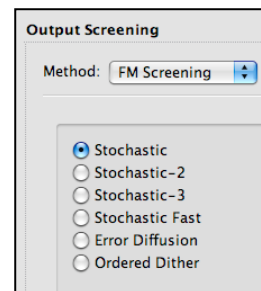 Output Screening
Method: FM Screening
Stochastic
Stochastic-2
Stochastic-3
Stochastic Fast
Error Diffusion
Ordered Dither